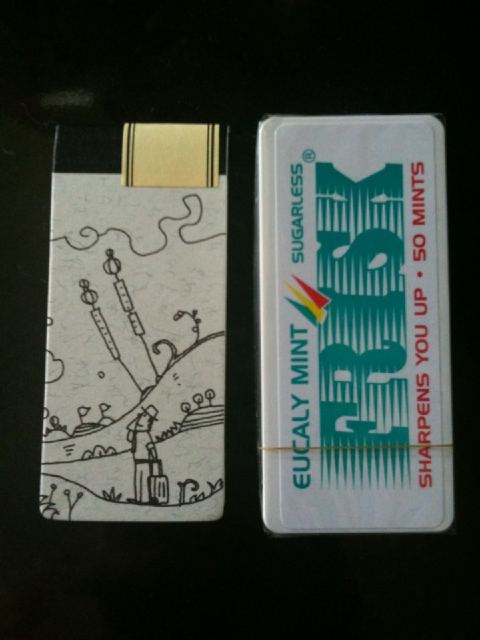 EUCALY MINT SUGARLESS®
FRISK
SHARPENS YOU UP • 50 MINTS